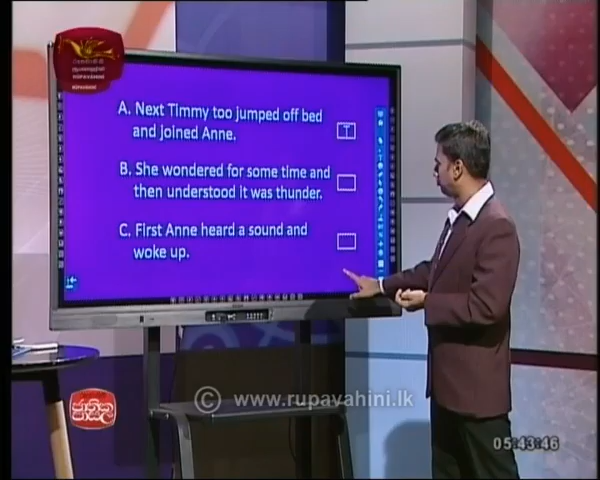 RUPAVAHINI
A. Next Timmy too jumped off bed
and joined Anne.
T
B. She wondered for some time and
then understood it was thunder.
C. First Anne heard a sound and
woke up.
© www.rupavahini.lk
05:43:46